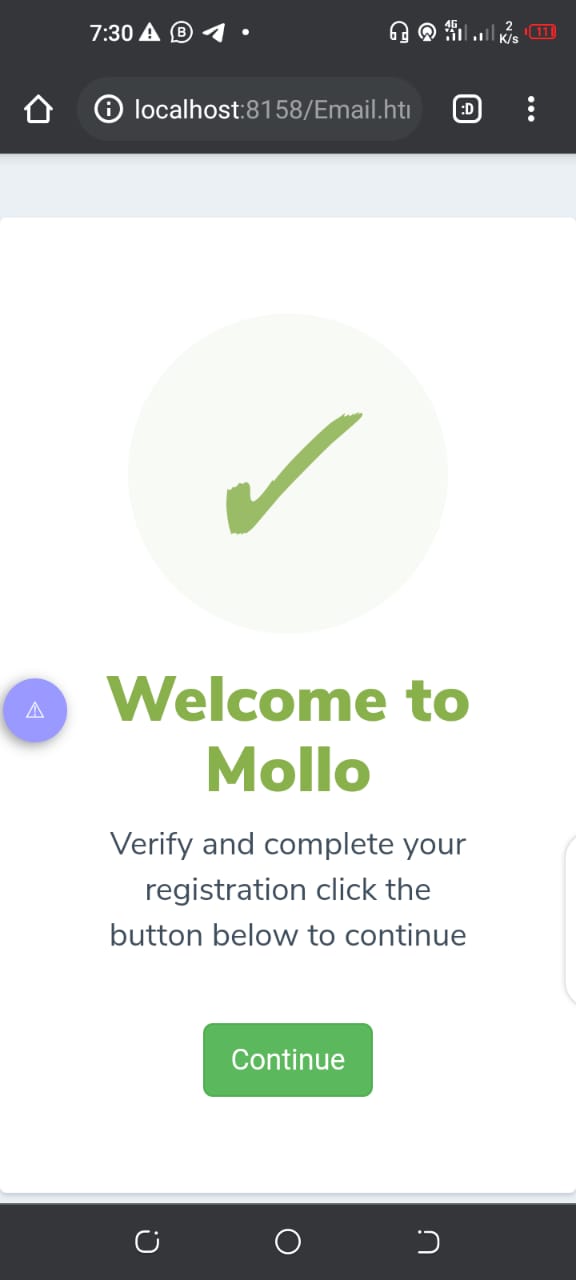 7:30
4G
2
K/s
11
localhost:8158/Email.htm
:D
Welcome to
Mollo
Verify and complete your
registration click the
button below to continue
Continue